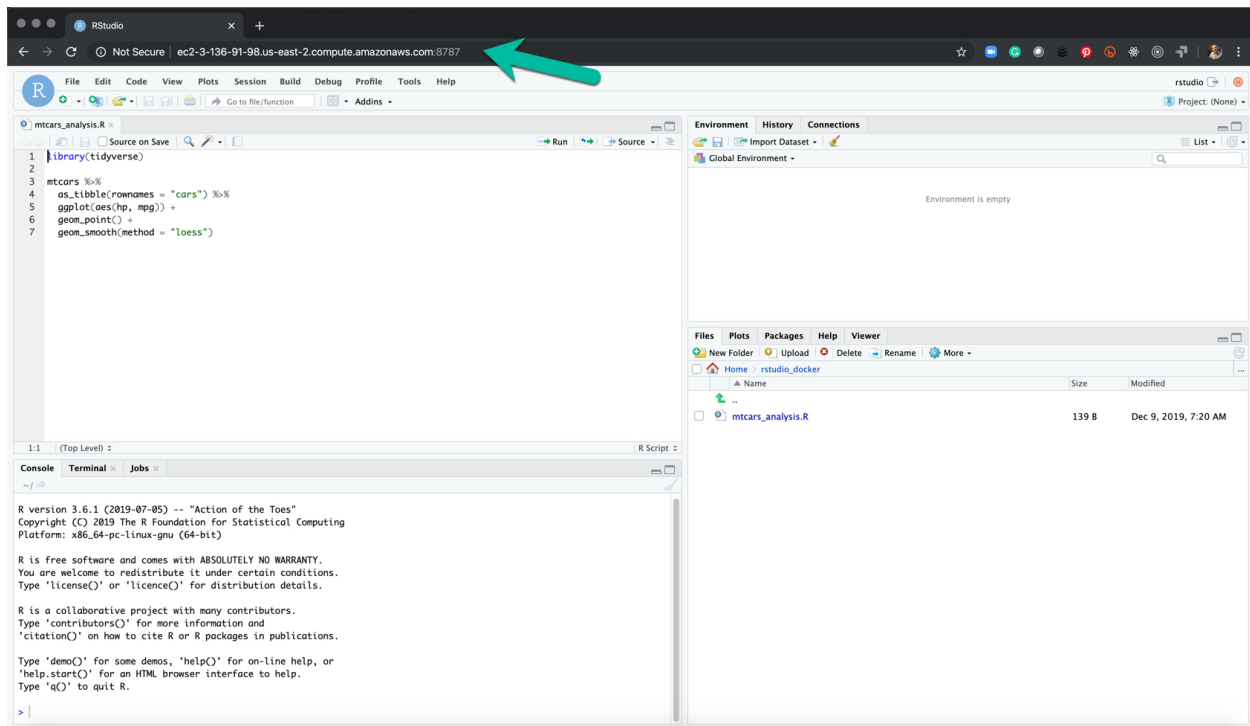 RStudio
Not Secure ec2-3-136-91-98.us-east-2.compute.amazonaws.com:8787
R File Edit Code View Plots Session Build Debug Profile Tools Help rstudio
Go to file/function Addins Project: (None)
mtcars_analysis.R
Source on Save Run Source
1 library(tidyverse)
2
3 mtcars %>%
4 as_tibble(rownames = "cars") %>%
5 ggplot(aes(hp, mpg)) +
6 geom_point() +
7 geom_smooth(method = "loess")
1:1 (Top Level) R Script
Console Terminal Jobs
~/
R version 3.6.1 (2019-07-05) -- "Action of the Toes"
Copyright (C) 2019 The R Foundation for Statistical Computing
Platform: x86_64-pc-linux-gnu (64-bit)
R is free software and comes with ABSOLUTELY NO WARRANTY.
You are welcome to redistribute it under certain conditions.
Type 'license()' or 'licence()' for distribution details.
R is a collaborative project with many contributors.
Type 'contributors()' for more information and
'citation()' on how to cite R or R packages in publications.
Type 'demo()' for some demos, 'help()' for on-line help, or
'help.start()' for an HTML browser interface to help.
Type 'q()' to quit R.
>
Environment History Connections
Import Dataset List
Global Environment
Environment is empty
Files Plots Packages Help Viewer
New Folder Upload Delete Rename More
Home rstudio_docker ...
Name Size Modified
..
mtcars_analysis.R 139 B Dec 9, 2019, 7:20 AM